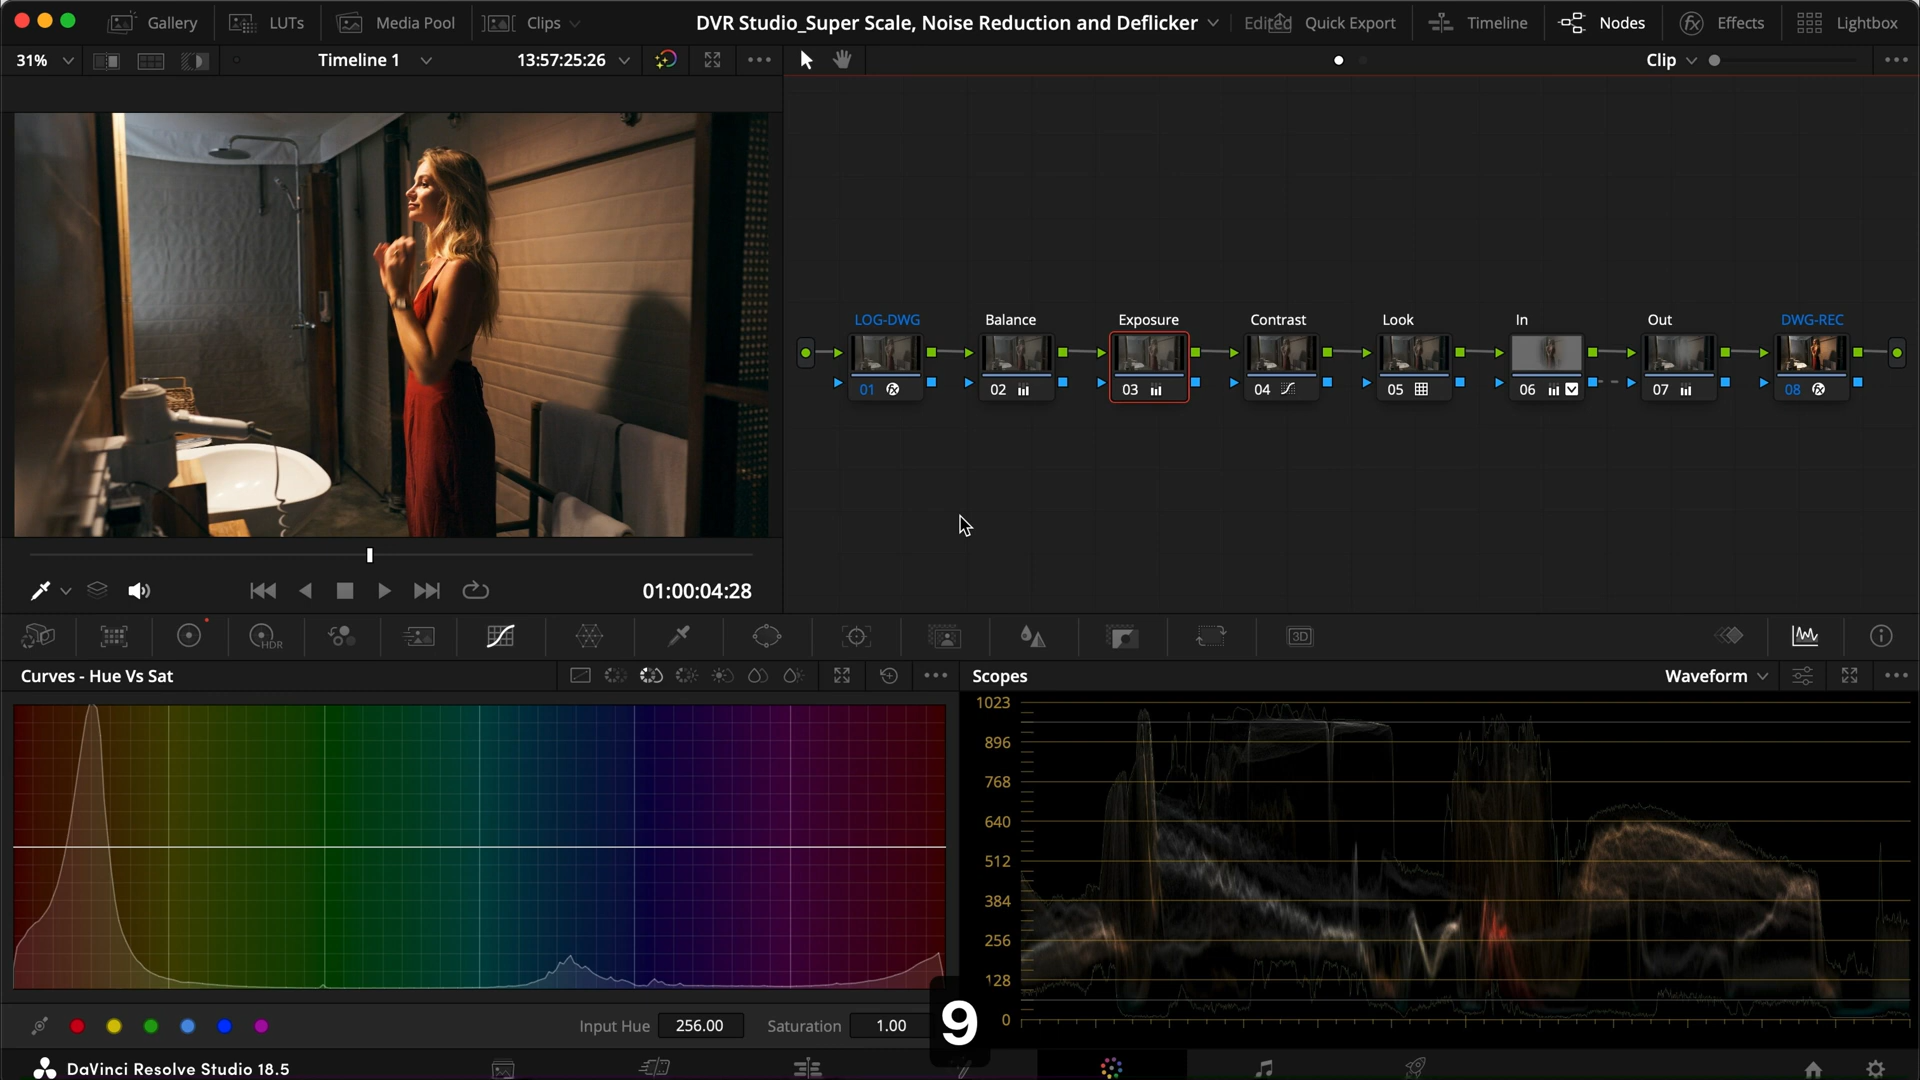 Gallery LUTs Media Pool Clips DVR Studio_Super Scale, Noise Reduction and Deflicker Edited Quick Export Timeline Nodes Effects Lightbox
31% Timeline 1 13:57:25:26 Clip
LOG-DWG Balance Exposure Contrast Look In Out DWG-REC
01 02 03 04 05 06 07 08
01:00:04:28
HDR 3D
Curves - Hue Vs Sat Scopes Waveform
1023
896
768
640
512
384
256
128
0
Input Hue 256.00 Saturation 1.00
9
DaVinci Resolve Studio 18.5